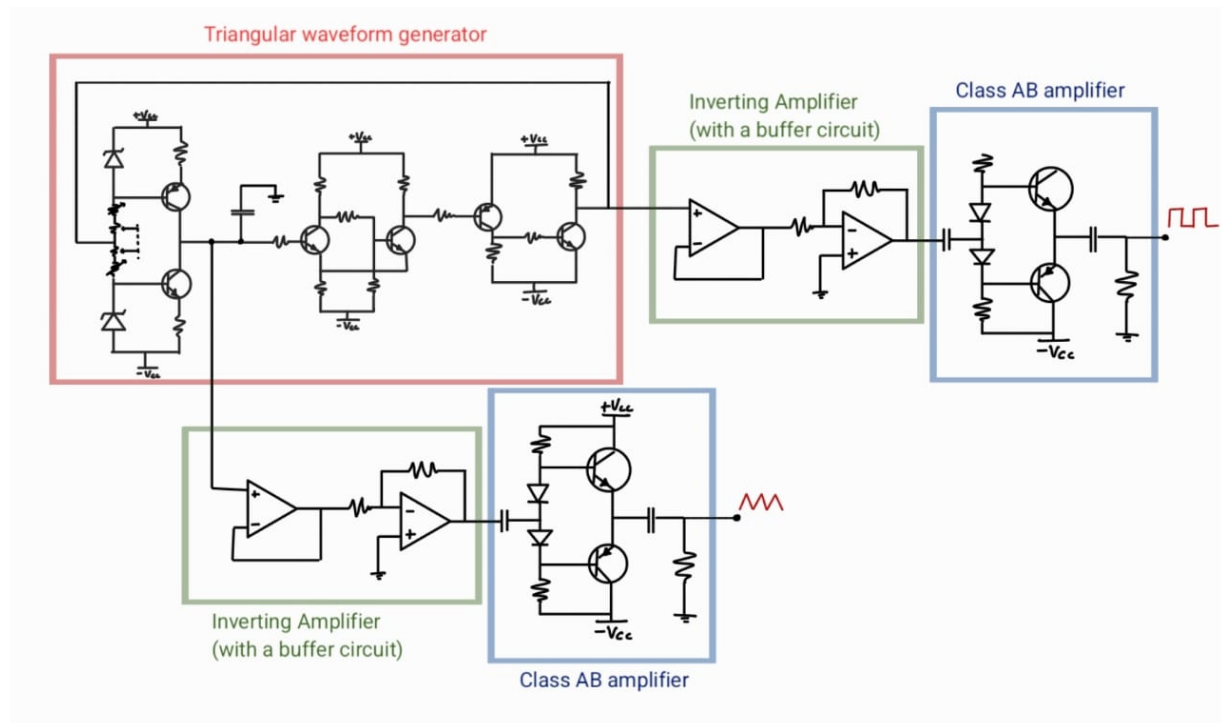 Triangular waveform generator
+Vcc
+Vcc
+Vcc
-Vcc
-Vcc
-Vcc
Inverting Amplifier
(with a buffer circuit)
+
-
-
+
Class AB amplifier
-Vcc
+
-
-
+
Inverting Amplifier
(with a buffer circuit)
+Vcc
-Vcc
Class AB amplifier